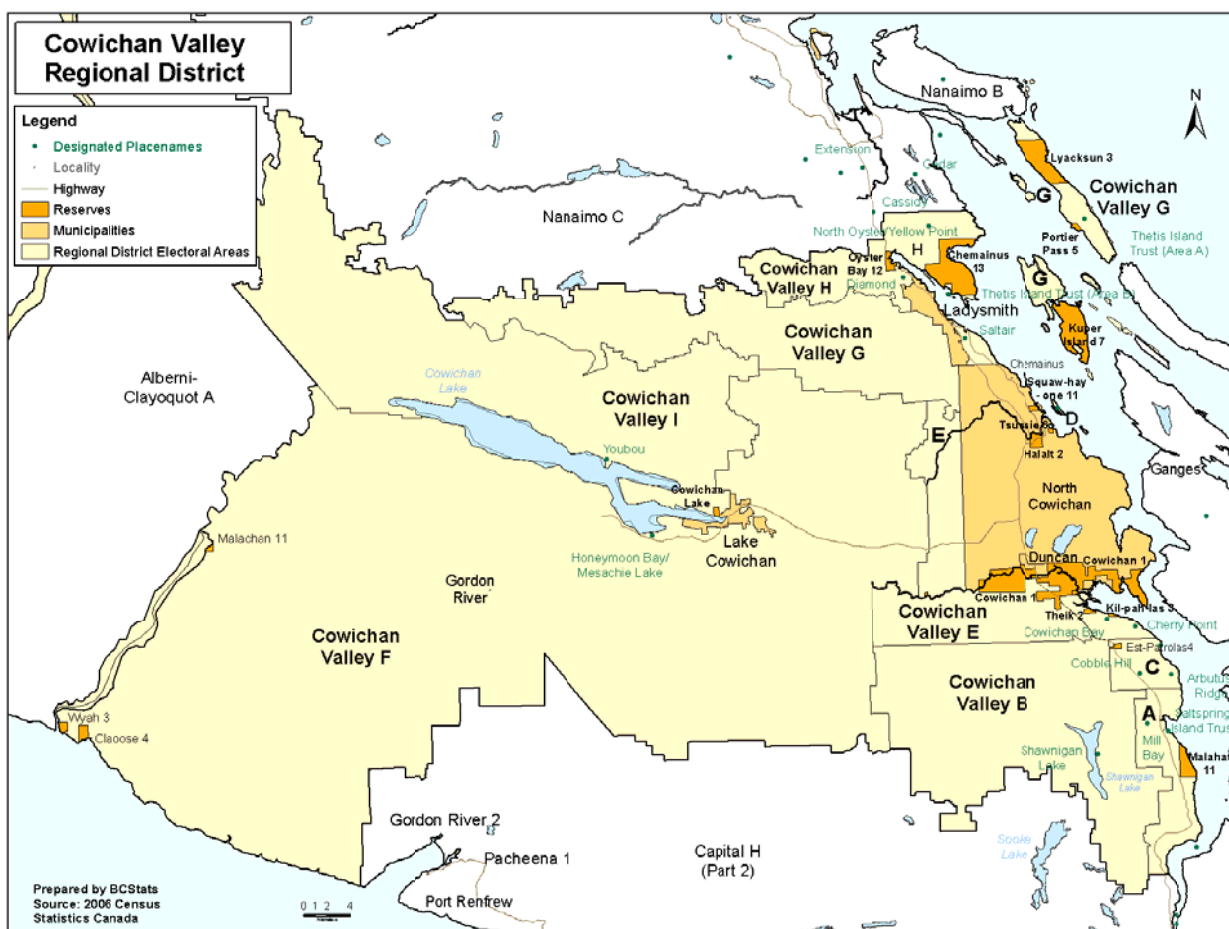 Cowichan Valley
Regional District
Legend
Designated Placenames
Locality
Highway
Reserves
Municipalities
Regional District Electoral Areas
N
Nanaimo B
Extension
Cedar
Lyacksun 3
G
Cowichan
Valley G
Cassidy
Nanaimo C
North Oyster/Yellow Point
H
Portier
Pass 5
Thetis Island
Trust (Area A)
Oyster
Bay 12
Chemainus
13
Cowichan
Valley H
Diamond
G
Thetis Island Trust (Area B)
Ladysmith
Kuper
Island 7
Saltair
Cowichan
Valley G
Chemainus
Alberni-
Clayoquot A
Cowichan
Lake
Cowichan
Valley I
Squaw-hay
- one 11
D
E
Tsussie 6
Halalt 2
Youbou
Ganges
North
Cowichan
Cowichan
Lake
Lake
Cowichan
Malachan 11
Honeymoon Bay/
Mesachie Lake
Duncan
Cowichan 1
Gordon
River
Cowichan 1
Theik 2
Kil-pah-las 3
Cowichan
Valley E
Cowichan Bay
Cherry Point
Cowichan
Valley F
Est-Patrolas4
Cobble Hill
C
Arbutus
Ridge
Cowichan
Valley B
A
Saltspring
Island Trust
Wyah 3
Claoose 4
Mill
Bay
Shawnigan
Lake
Malahat
11
Shawnigan
Lake
Gordon River 2
Sooke
Lake
Pacheena 1
Capital H
(Part 2)
Port Renfrew
Prepared by BCStats
Source: 2006 Census
Statistics Canada
0 1 2 4